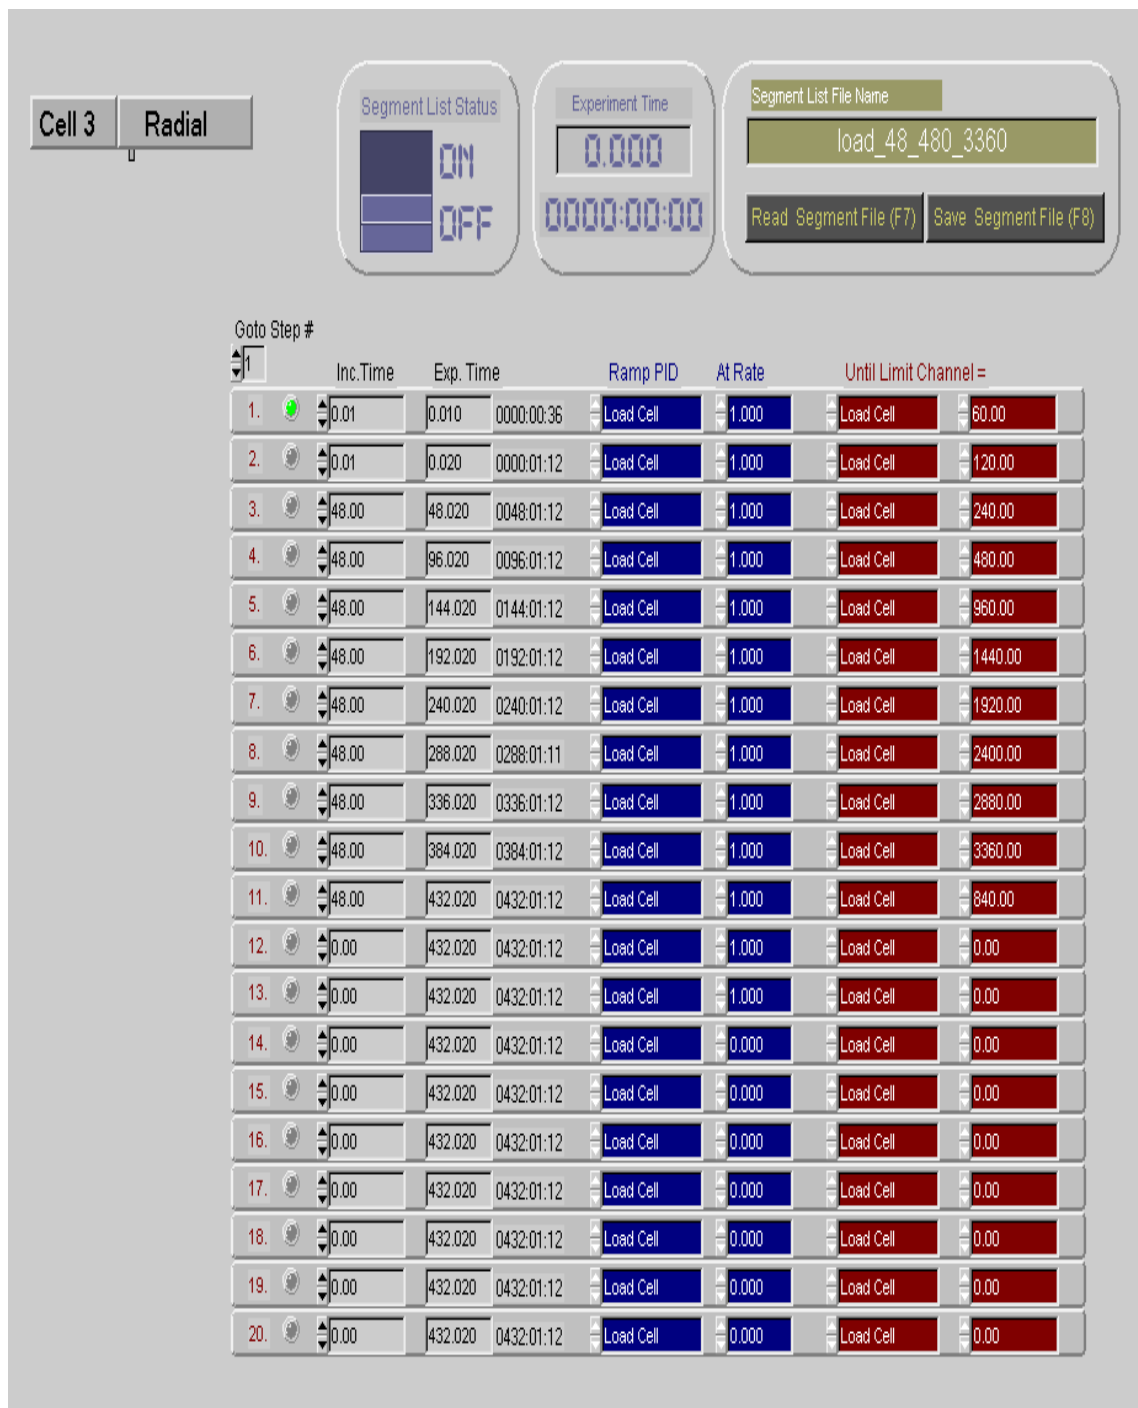 Cell 3 Radial
Segment List Status
ON
OFF
Experiment Time
0.000
0000:00:00
Segment List File Name
load_48_480_3360
Read Segment File (F7) Save Segment File (F8)
Goto Step #
1
Inc.Time Exp. Time Ramp PID At Rate Until Limit Channel =
1. 0.01 0.010 0000:00:36 Load Cell 1.000 Load Cell 60.00
2. 0.01 0.020 0000:01:12 Load Cell 1.000 Load Cell 120.00
3. 48.00 48.020 0048:01:12 Load Cell 1.000 Load Cell 240.00
4. 48.00 96.020 0096:01:12 Load Cell 1.000 Load Cell 480.00
5. 48.00 144.020 0144:01:12 Load Cell 1.000 Load Cell 960.00
6. 48.00 192.020 0192:01:12 Load Cell 1.000 Load Cell 1440.00
7. 48.00 240.020 0240:01:12 Load Cell 1.000 Load Cell 1920.00
8. 48.00 288.020 0288:01:11 Load Cell 1.000 Load Cell 2400.00
9. 48.00 336.020 0336:01:12 Load Cell 1.000 Load Cell 2880.00
10. 48.00 384.020 0384:01:12 Load Cell 1.000 Load Cell 3360.00
11. 48.00 432.020 0432:01:12 Load Cell 1.000 Load Cell 840.00
12. 0.00 432.020 0432:01:12 Load Cell 1.000 Load Cell 0.00
13. 0.00 432.020 0432:01:12 Load Cell 1.000 Load Cell 0.00
14. 0.00 432.020 0432:01:12 Load Cell 0.000 Load Cell 0.00
15. 0.00 432.020 0432:01:12 Load Cell 0.000 Load Cell 0.00
16. 0.00 432.020 0432:01:12 Load Cell 0.000 Load Cell 0.00
17. 0.00 432.020 0432:01:12 Load Cell 0.000 Load Cell 0.00
18. 0.00 432.020 0432:01:12 Load Cell 0.000 Load Cell 0.00
19. 0.00 432.020 0432:01:12 Load Cell 0.000 Load Cell 0.00
20. 0.00 432.020 0432:01:12 Load Cell 0.000 Load Cell 0.00